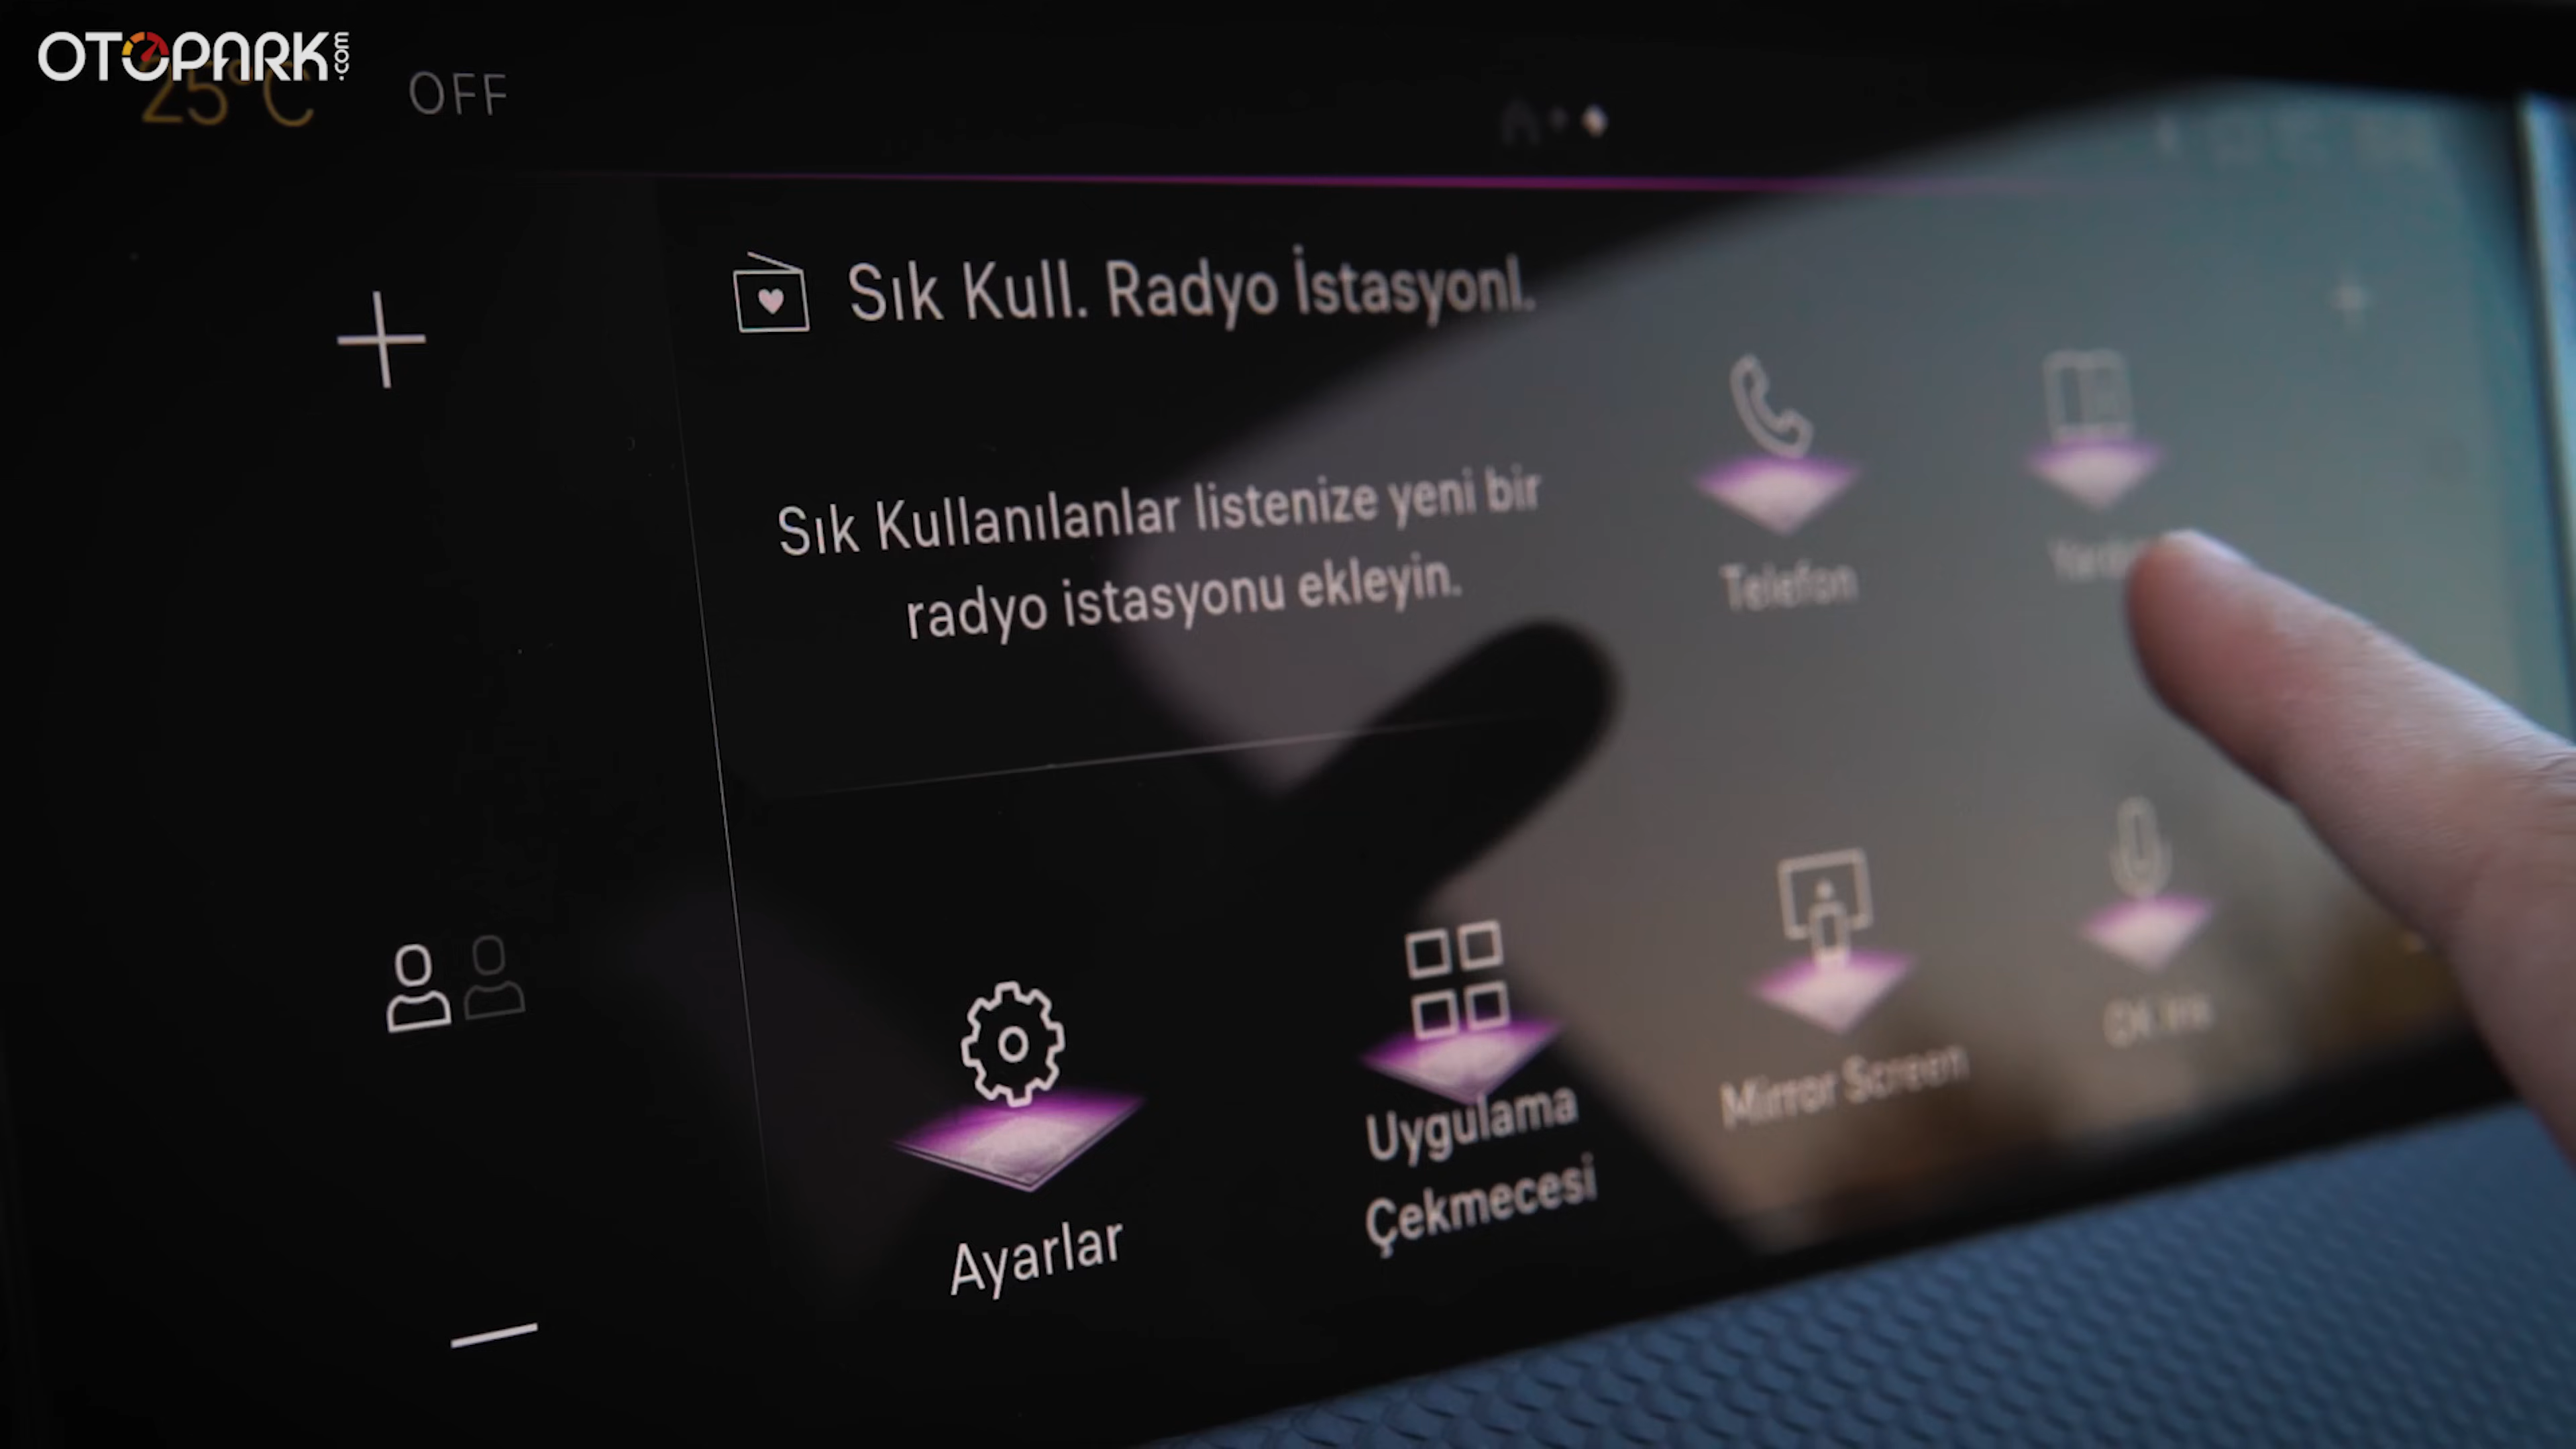 OTOPARK.com
25°C OFF
Sık Kull. Radyo İstasyonl.
Sık Kullanılanlar listenize yeni bir
radyo istasyonu ekleyin.
Telefon
Ayarlar
Uygulama
Çekmecesi
Mirror Screen